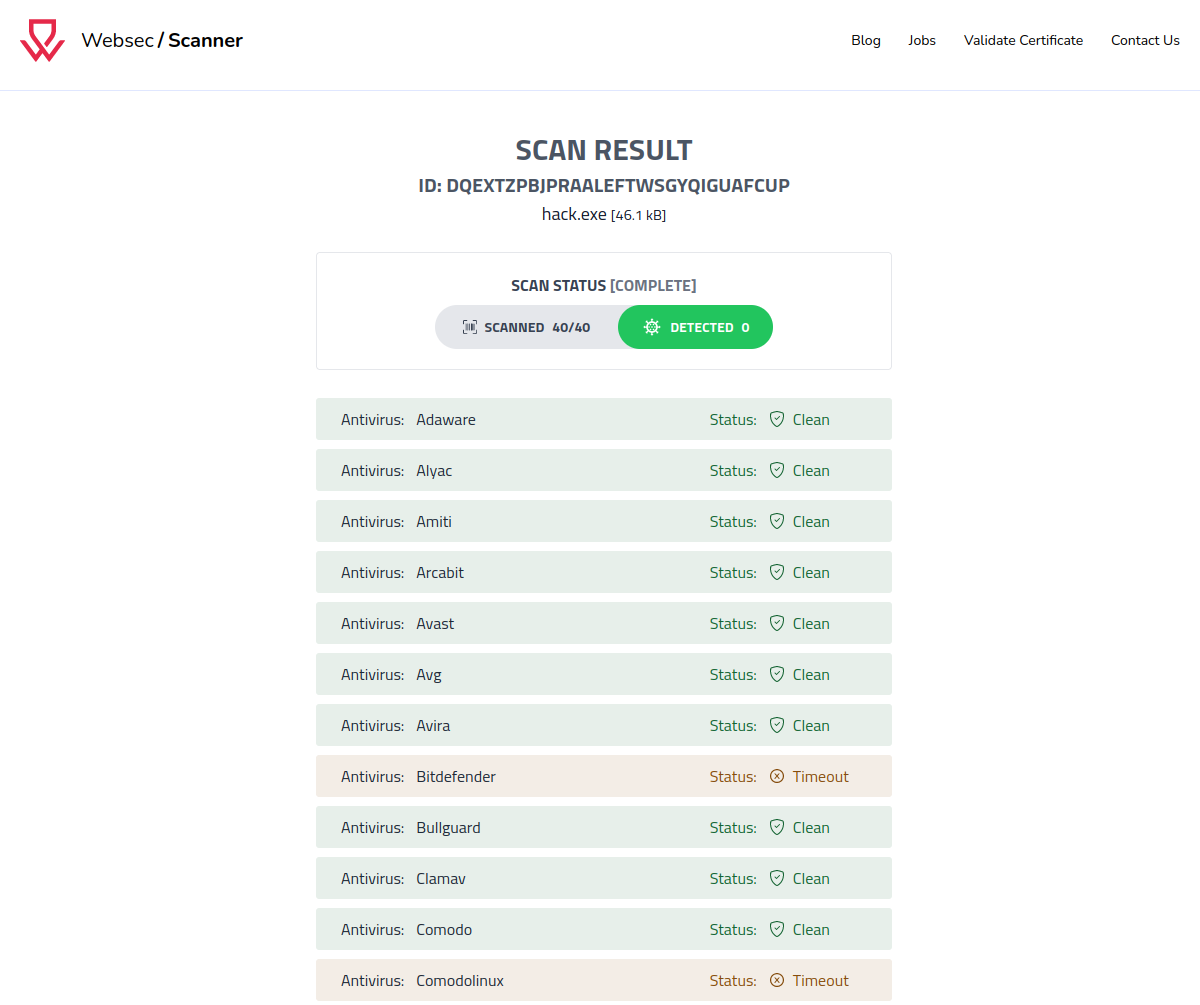 Websec / Scanner
Blog Jobs Validate Certificate Contact Us
SCAN RESULT
ID: DQEXTZPBJPRAALEFTWSGYQIGUAFCUP
hack.exe [46.1 kB]
SCAN STATUS [COMPLETE]
SCANNED 40/40 DETECTED 0
Antivirus: Adaware Status: Clean
Antivirus: Alyac Status: Clean
Antivirus: Amiti Status: Clean
Antivirus: Arcabit Status: Clean
Antivirus: Avast Status: Clean
Antivirus: Avg Status: Clean
Antivirus: Avira Status: Clean
Antivirus: Bitdefender Status: Timeout
Antivirus: Bullguard Status: Clean
Antivirus: Clamav Status: Clean
Antivirus: Comodo Status: Clean
Antivirus: Comodolinux Status: Timeout